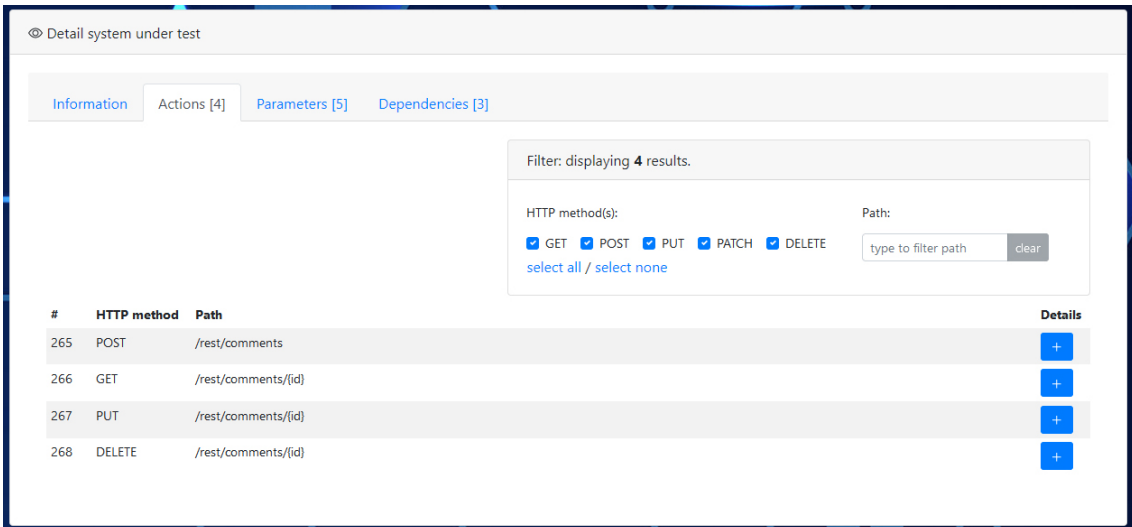 Detail system under test
Information Actions [4] Parameters [5] Dependencies [3]
Filter: displaying 4 results.
HTTP method(s): Path:
GET POST PUT PATCH DELETE type to filter path clear
select all / select none
# HTTP method Path Details
265 POST /rest/comments +
266 GET /rest/comments/{id} +
267 PUT /rest/comments/{id} +
268 DELETE /rest/comments/{id} +